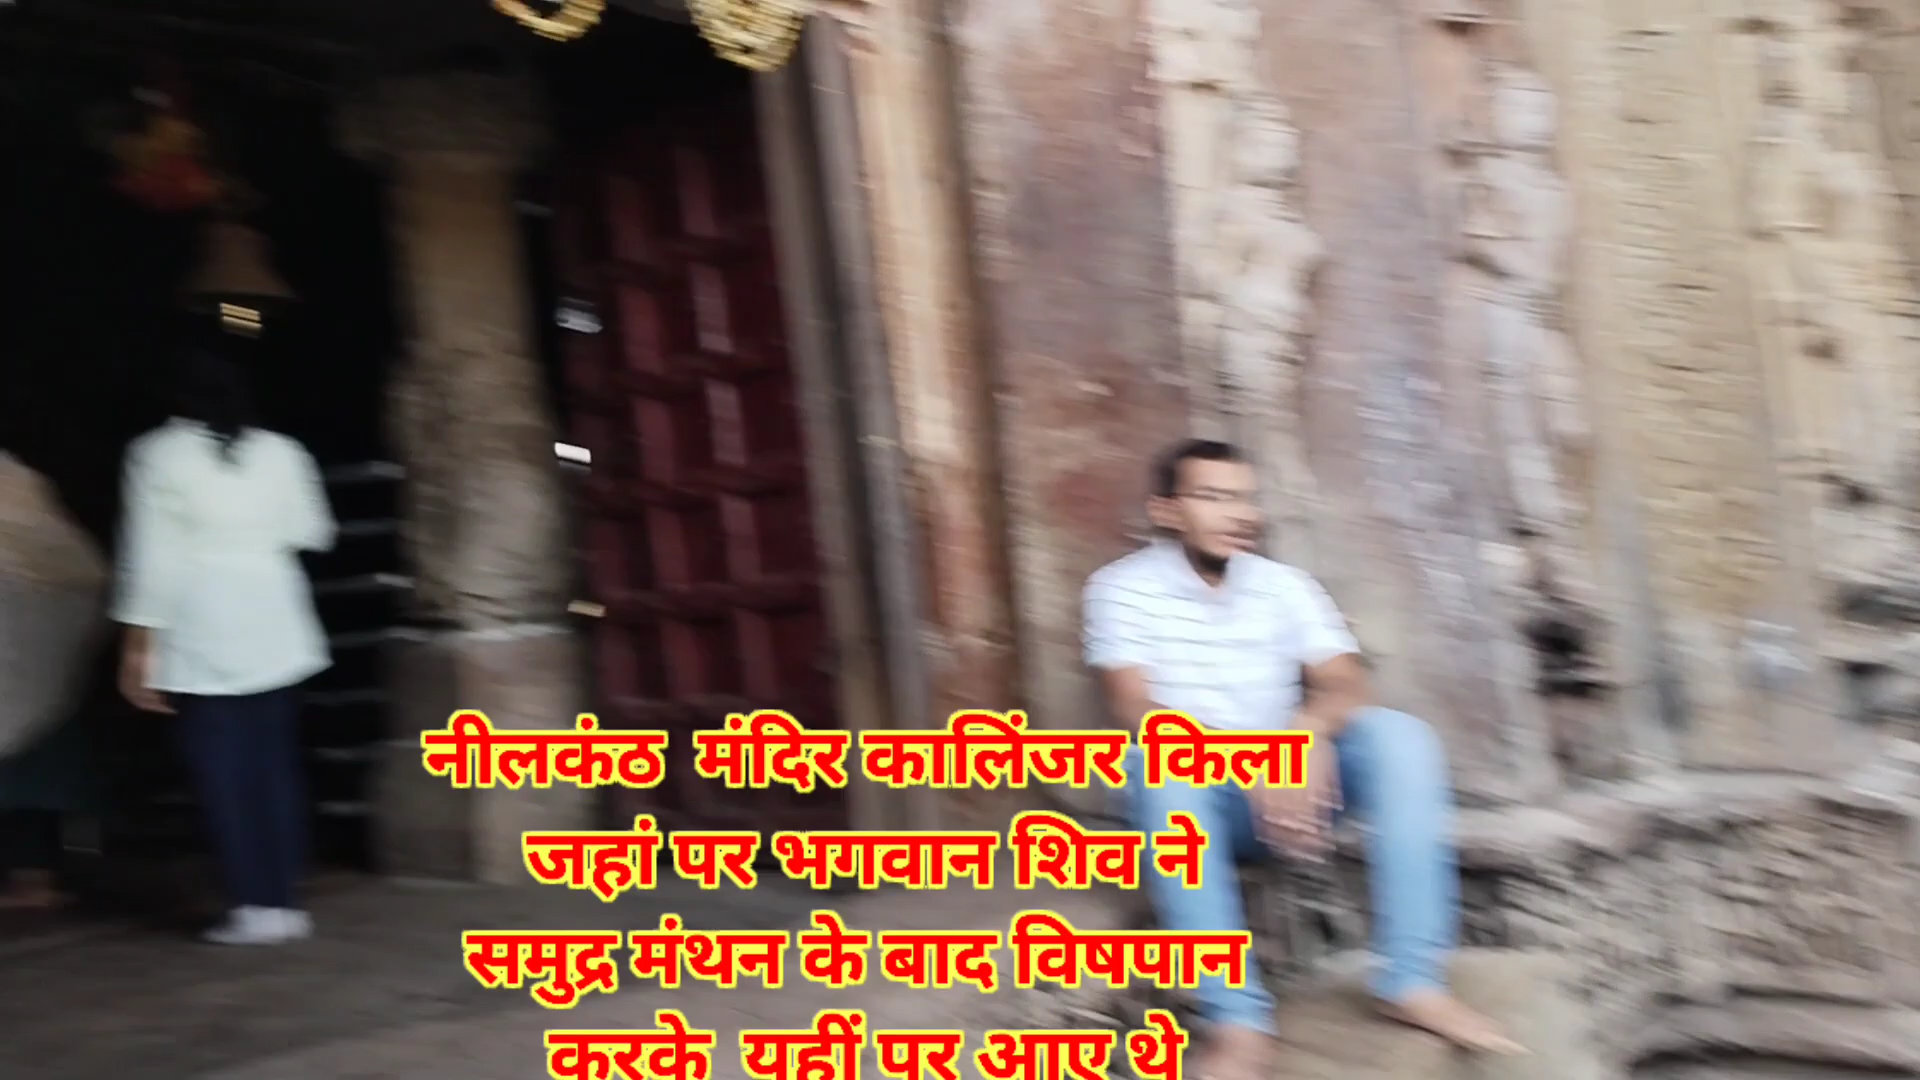 नीलकंठ मंदिर कालिंजर किला
जहां पर भगवान शिव ने
समुद्र मंथन के बाद विषपान
करके यहीं पर आए थे